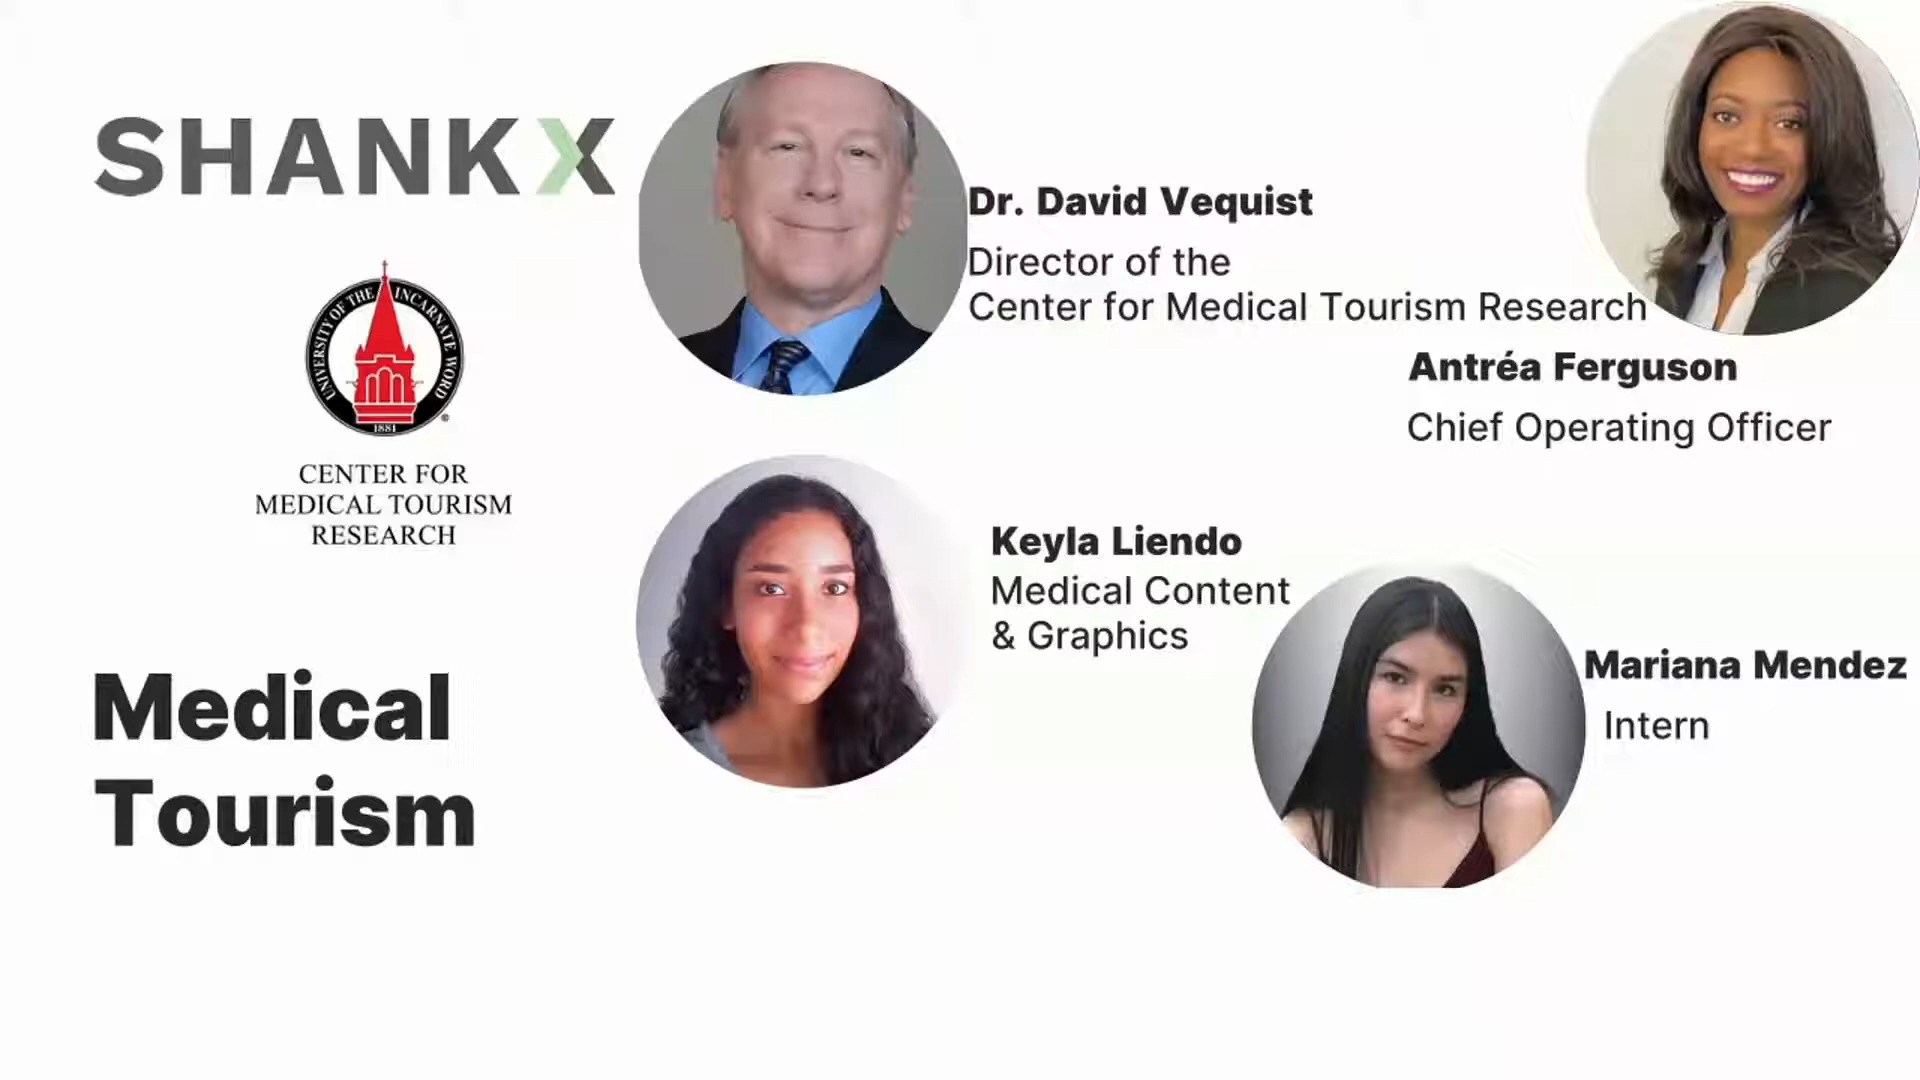 SHANKX
UNIVERSITY OF THE INCARNATE WORD
1881
®
CENTER FOR
MEDICAL TOURISM
RESEARCH
Medical
Tourism
Dr. David Vequist
Director of the
Center for Medical Tourism Research
Antréa Ferguson
Chief Operating Officer
Keyla Liendo
Medical Content
& Graphics
Mariana Mendez
Intern